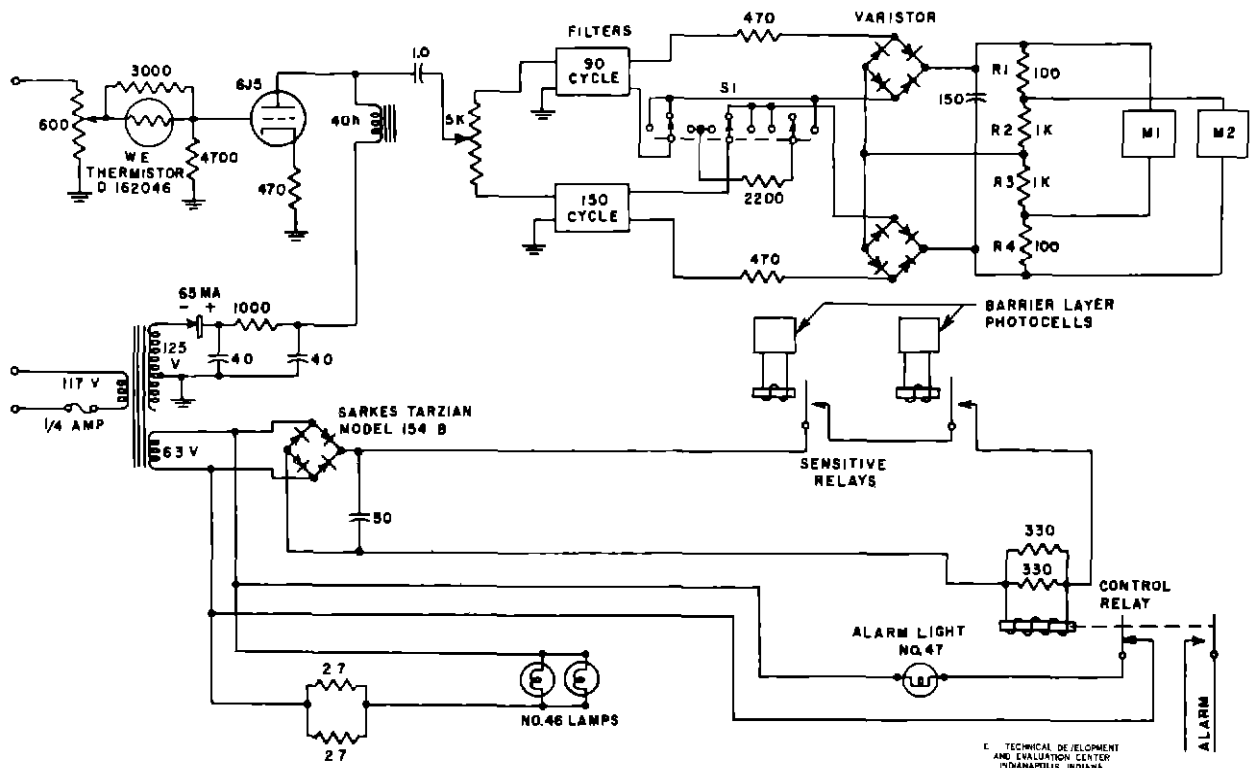 VARISTOR
470
FILTERS
90
CYCLE
1.0
3000
6J5
600
WE
THERMISTOR
D 162046
4700
470
40h
5K
S1
2200
150
CYCLE
470
150
R1
100
R2
1K
R3
1K
R4
100
M1
M2
65 MA
- +
1000
125
V
40
40
117 V
1/4 AMP
63 V
SARKES TARZIAN
MODEL 154 B
50
BARRIER LAYER
PHOTOCELLS
SENSITIVE
RELAYS
330
330
CONTROL
RELAY
ALARM LIGHT
NO. 47
ALARM
27
27
NO. 46 LAMPS
TECHNICAL DEVELOPMENT
AND EVALUATION CENTER
INDIANAPOLIS INDIANA